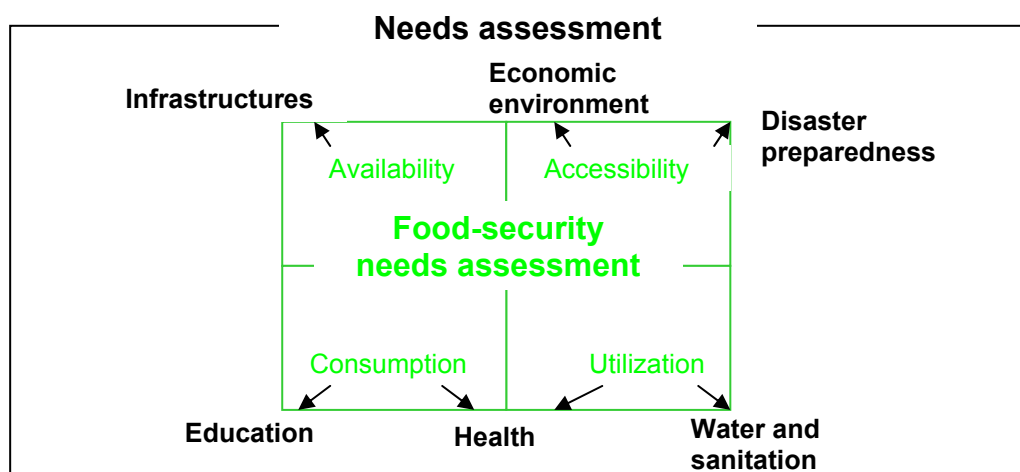 Needs assessment
Economic
environment
Infrastructures
Disaster
preparedness
Availability
Accessibility
Food-security
needs assessment
Consumption
Utilization
Education
Health
Water and
sanitation